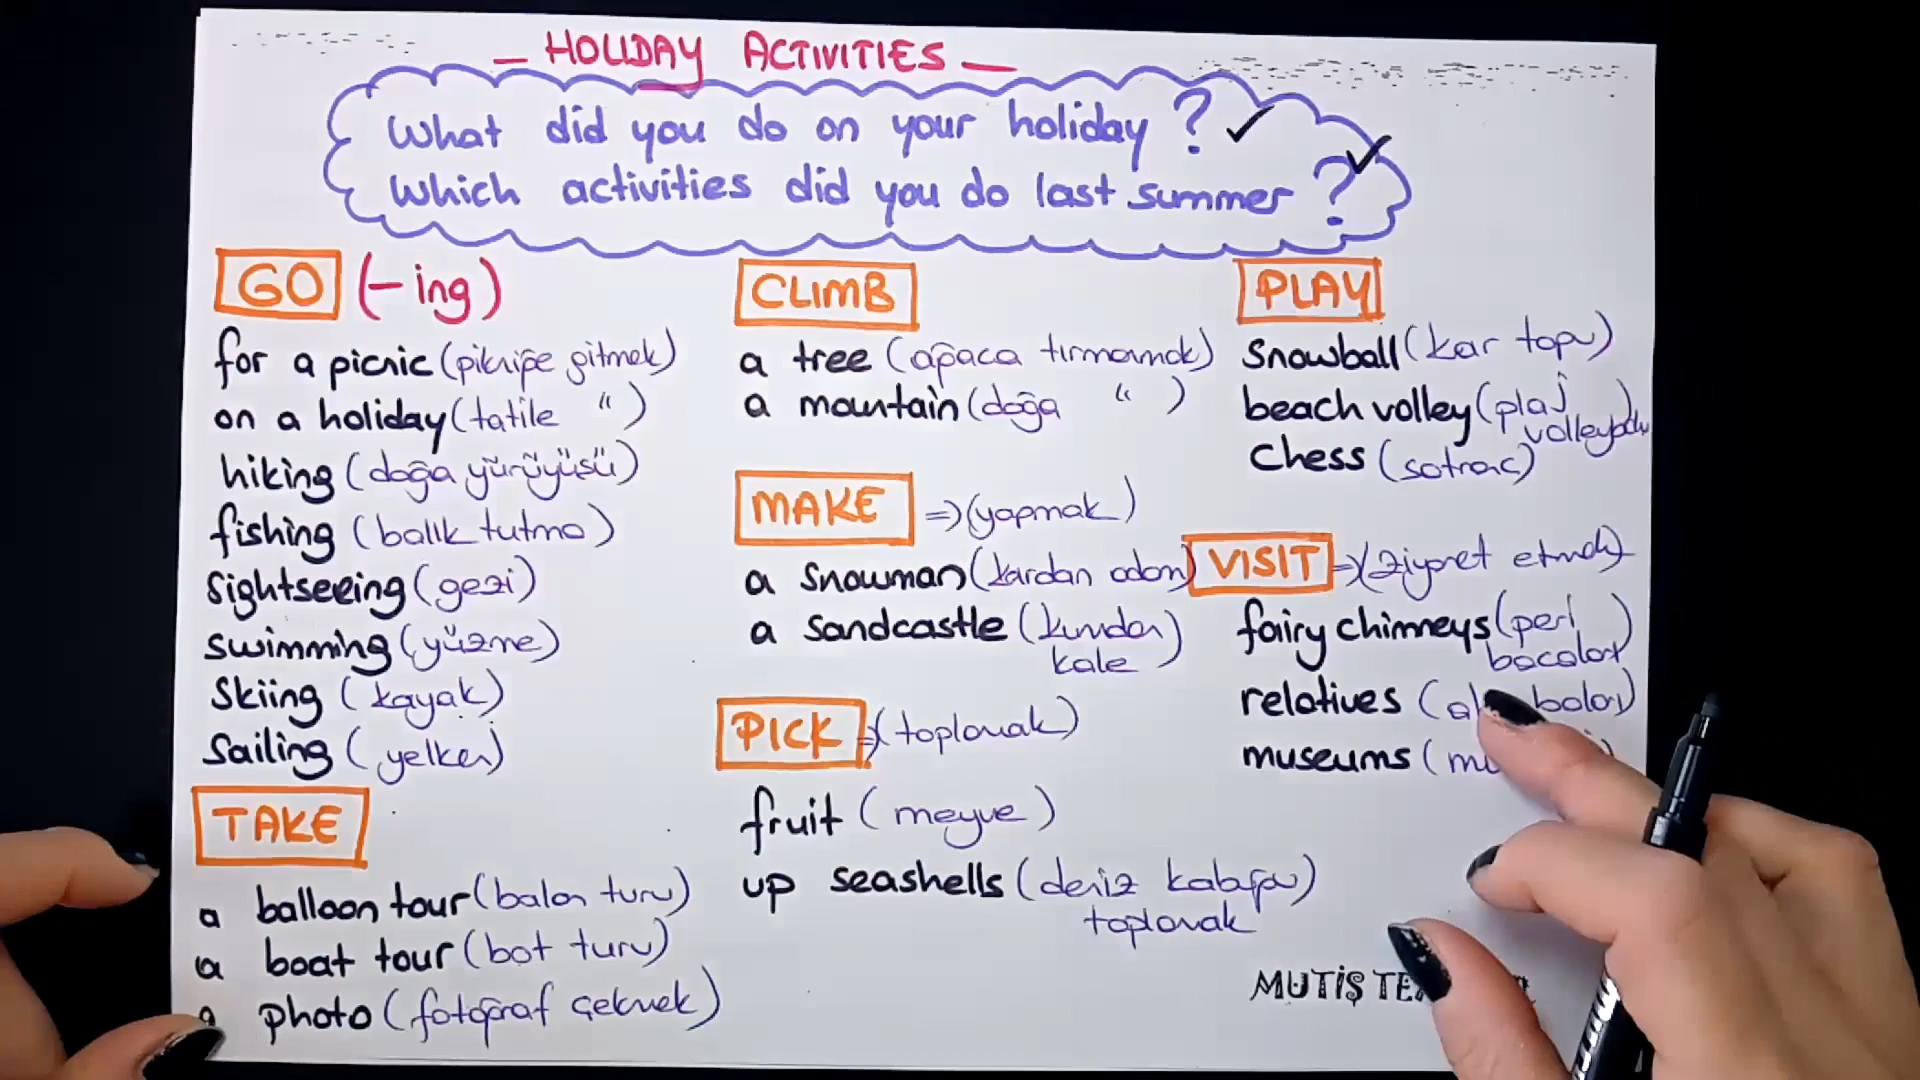 HOLIDAY ACTIVITIES
What did you do on your holiday?
Which activities did you do last summer?
GO (-ing)
for a picnic (pikniğe gitmek)
on a holiday (tatile " )
hiking (doğa yürüyüşü)
fishing (balık tutma)
sightseeing (gezi)
swimming (yüzme)
skiing (kayak)
sailing (yelken)
TAKE
a balloon tour (balon turu)
a boat tour (bot turu)
a photo (fotoğraf çekmek)
CLIMB
a tree (ağaca tırmanmak)
a mountain (doğa " )
MAKE => (yapmak)
a snowman (kardan adam)
a sandcastle (kumdan
kale)
PICK => (toplamak)
fruit (meyve)
up seashells (deniz kabuğu)
toplamak
PLAY
snowball (kar topu)
beach volley (plaj
volleybolu)
chess (satranç)
VISIT => (ziyaret etmek)
fairy chimneys (peri
bacaları)
relatives
museums
MUTİŞ